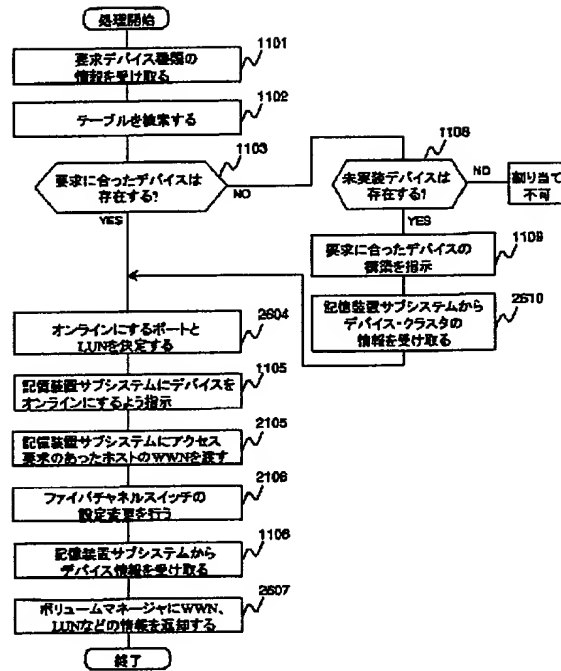 処理開始
1101
要求デバイス種類の
情報を受け取る
1102
テーブルを検索する
1103
要求に合ったデバイスは
存在する?
NO
YES
1108
未実装デバイスは
存在する?
NO
割り当て
不可
YES
1109
要求に合ったデバイスの
構築を指示
2610
記憶装置サブシステムから
デバイス・クラスタの
情報を受け取る
2604
オンラインにするポートと
LUNを決定する
1105
記憶装置サブシステムにデバイスを
オンラインにするよう指示
2105
記憶装置サブシステムにアクセス
要求のあったホストのWWNを渡す
2106
ファイバチャネルスイッチの
設定変更を行う
1106
記憶装置サブシステムから
デバイス情報を受け取る
2607
ボリュームマネージャにWWN、
LUNなどの情報を返却する
終了